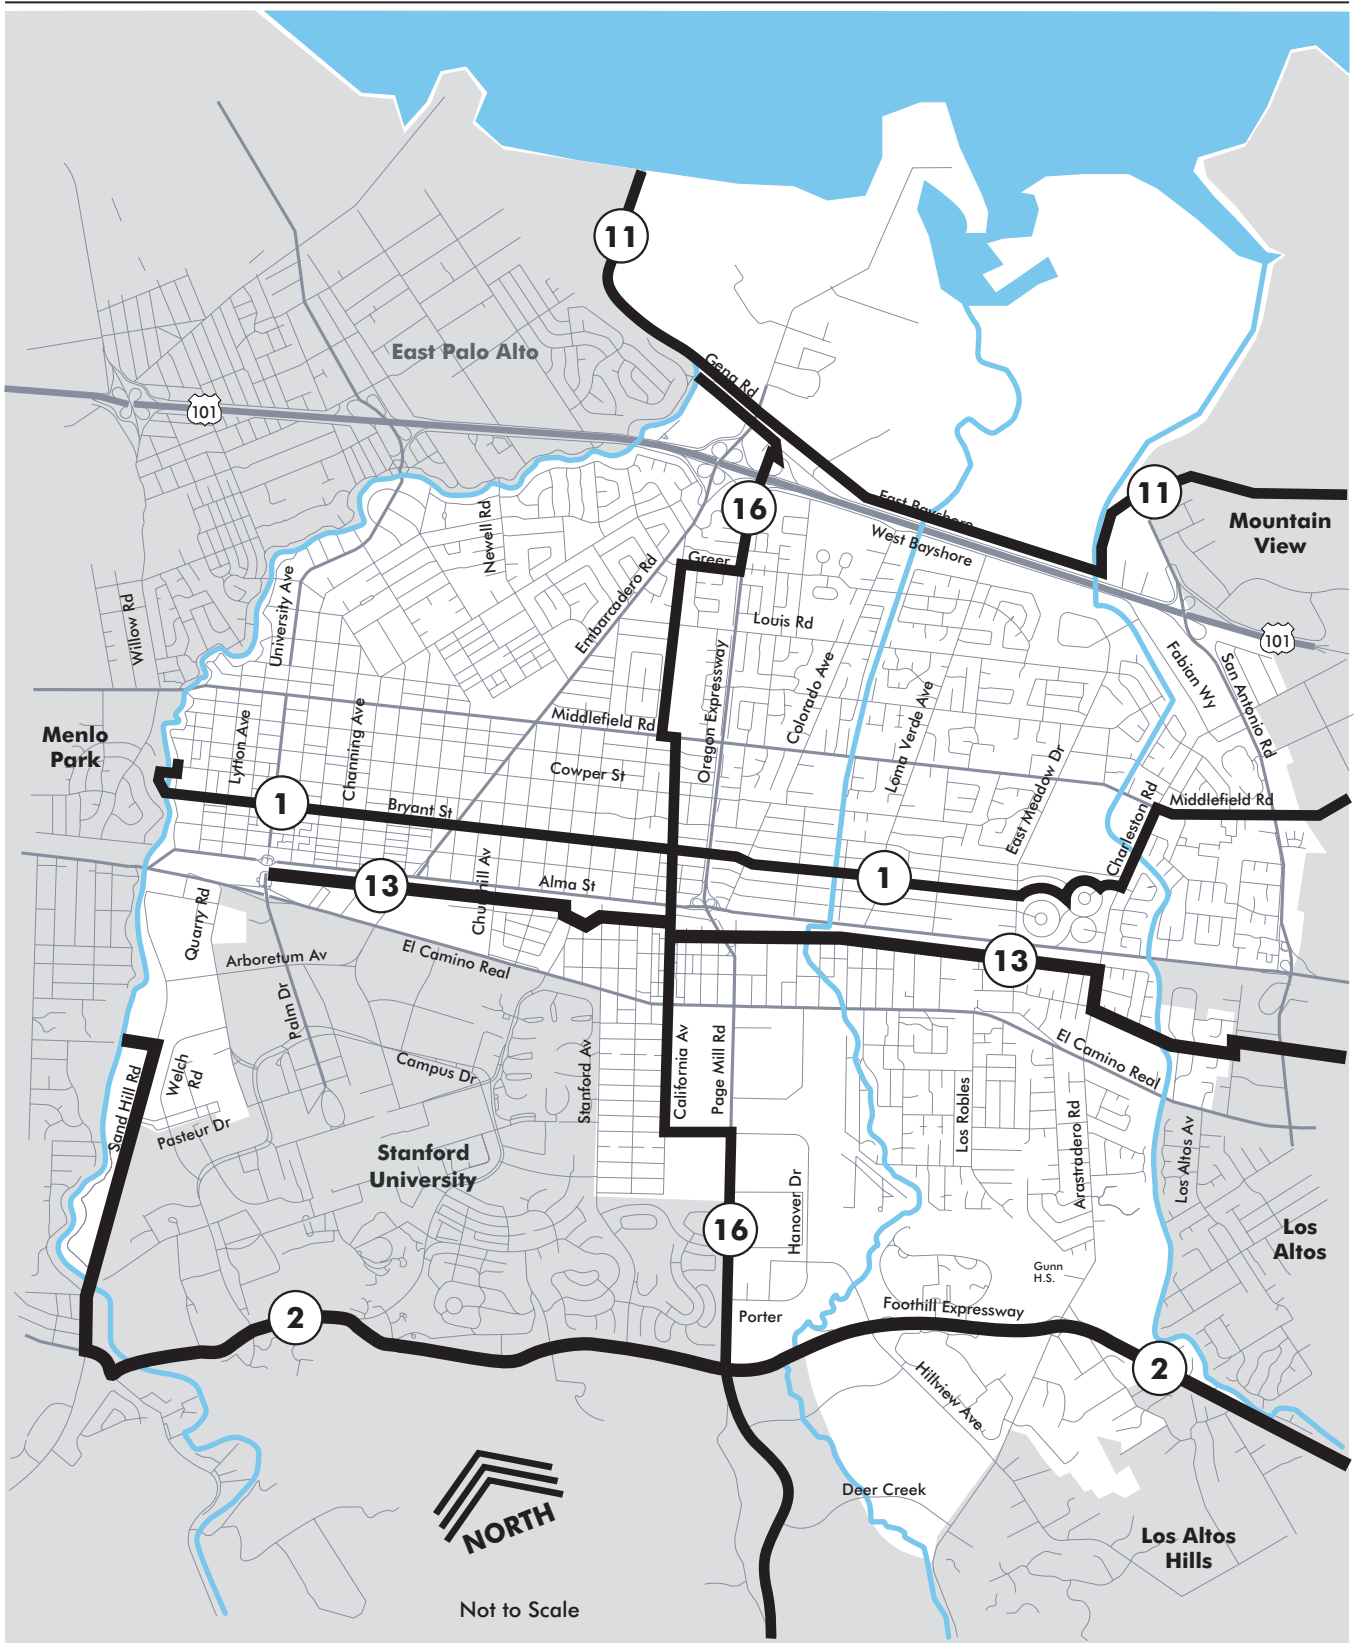 11
Geng Rd
East Palo Alto
101
16
11
Mountain
View
East Bayshore
West Bayshore
Newell Rd
Greer
Embarcadero Rd
University Ave
Willow Rd
Louis Rd
101
Oregon Expressway
Colorado Ave
Loma Verde Ave
Fabian Wy
San Antonio Rd
Middlefield Rd
Menlo
Park
Lytton Ave
Channing Ave
Cowper St
East Meadow Dr
Charleston Rd
Middlefield Rd
1
Bryant St
1
13
Churchill Av
Alma St
Quarry Rd
Arboretum Av
El Camino Real
13
Palm Dr
Welch
Rd
Campus Dr
Stanford Av
California Av
Page Mill Rd
El Camino Real
Sand Hill Rd
Pasteur Dr
Los Robles
Arastradero Rd
Los Altos Av
Stanford
University
16
Hanover Dr
Los
Altos
Gunn
H.S.
2
Porter
Foothill Expressway
2
Hillview Ave
Deer Creek
NORTH
Los Altos
Hills
Not to Scale